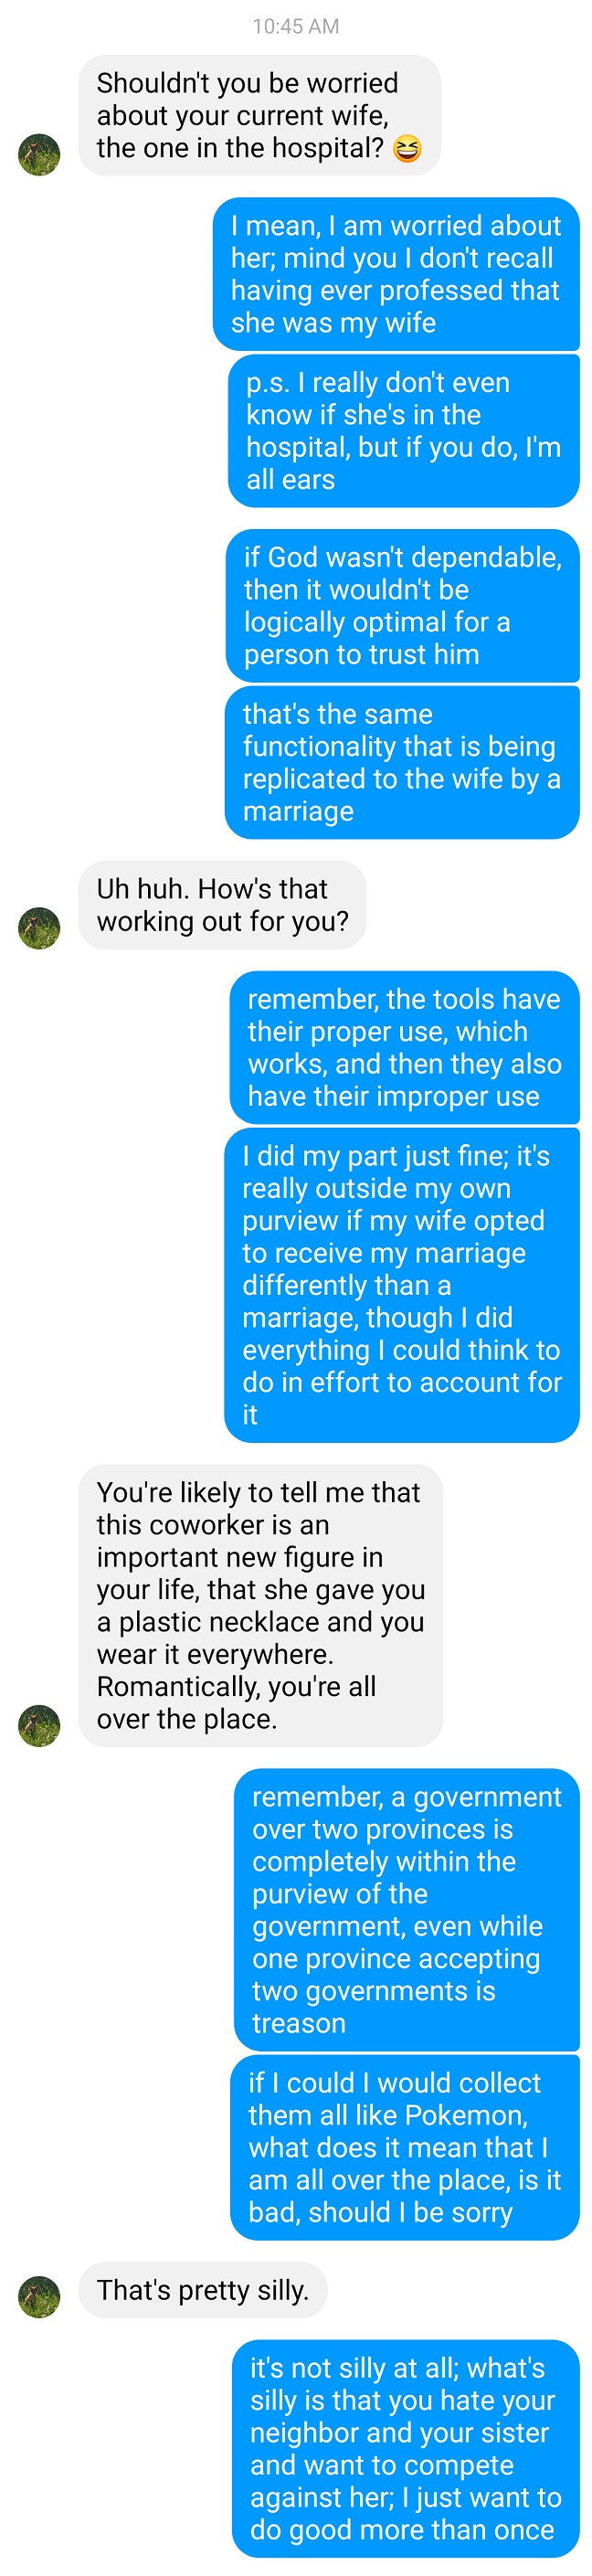 10:45 AM
Shouldn't you be worried
about your current wife,
the one in the hospital? 😆
I mean, I am worried about
her; mind you I don't recall
having ever professed that
she was my wife
p.s. I really don't even
know if she's in the
hospital, but if you do, I'm
all ears
if God wasn't dependable,
then it wouldn't be
logically optimal for a
person to trust him
that's the same
functionality that is being
replicated to the wife by a
marriage
Uh huh. How's that
working out for you?
remember, the tools have
their proper use, which
works, and then they also
have their improper use
I did my part just fine; it's
really outside my own
purview if my wife opted
to receive my marriage
differently than a
marriage, though I did
everything I could think to
do in effort to account for
it
You're likely to tell me that
this coworker is an
important new figure in
your life, that she gave you
a plastic necklace and you
wear it everywhere.
Romantically, you're all
over the place.
remember, a government
over two provinces is
completely within the
purview of the
government, even while
one province accepting
two governments is
treason
if I could I would collect
them all like Pokemon,
what does it mean that I
am all over the place, is it
bad, should I be sorry
That's pretty silly.
it's not silly at all; what's
silly is that you hate your
neighbor and your sister
and want to compete
against her; I just want to
do good more than once